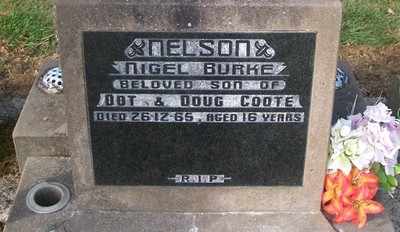 NELSON
NIGEL BURKE
BELOVED SON OF
DOT & DOUG COOTE
DIED 26.12.65, AGED 16 YEARS
R.I.P